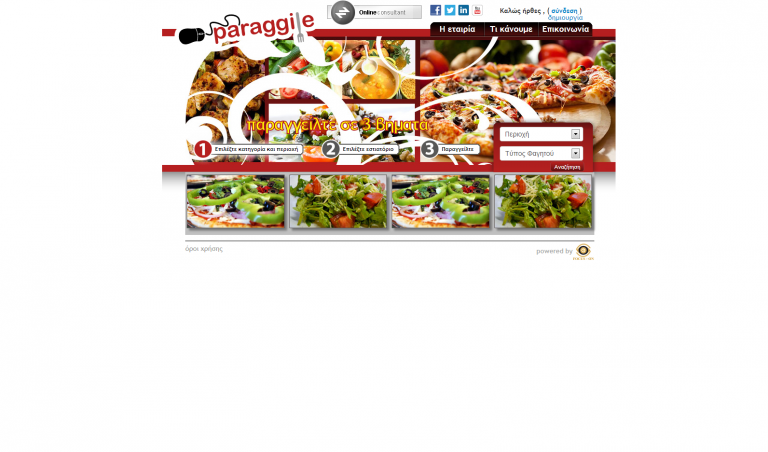 paraggile
Online consultant
Καλώς ήρθες , ( σύνδεση )
δημιουργία
Η εταιρία Τι κάνουμε Επικοινωνία
παραγγείλτε σε 3 βήματα...
1 Επιλέξτε κατηγορία και περιοχή
2 Επιλέξτε εστιατόριο
3 Παραγγείλτε
Περιοχή
Τύπος Φαγητού
Αναζήτηση
όροι χρήσης
powered by